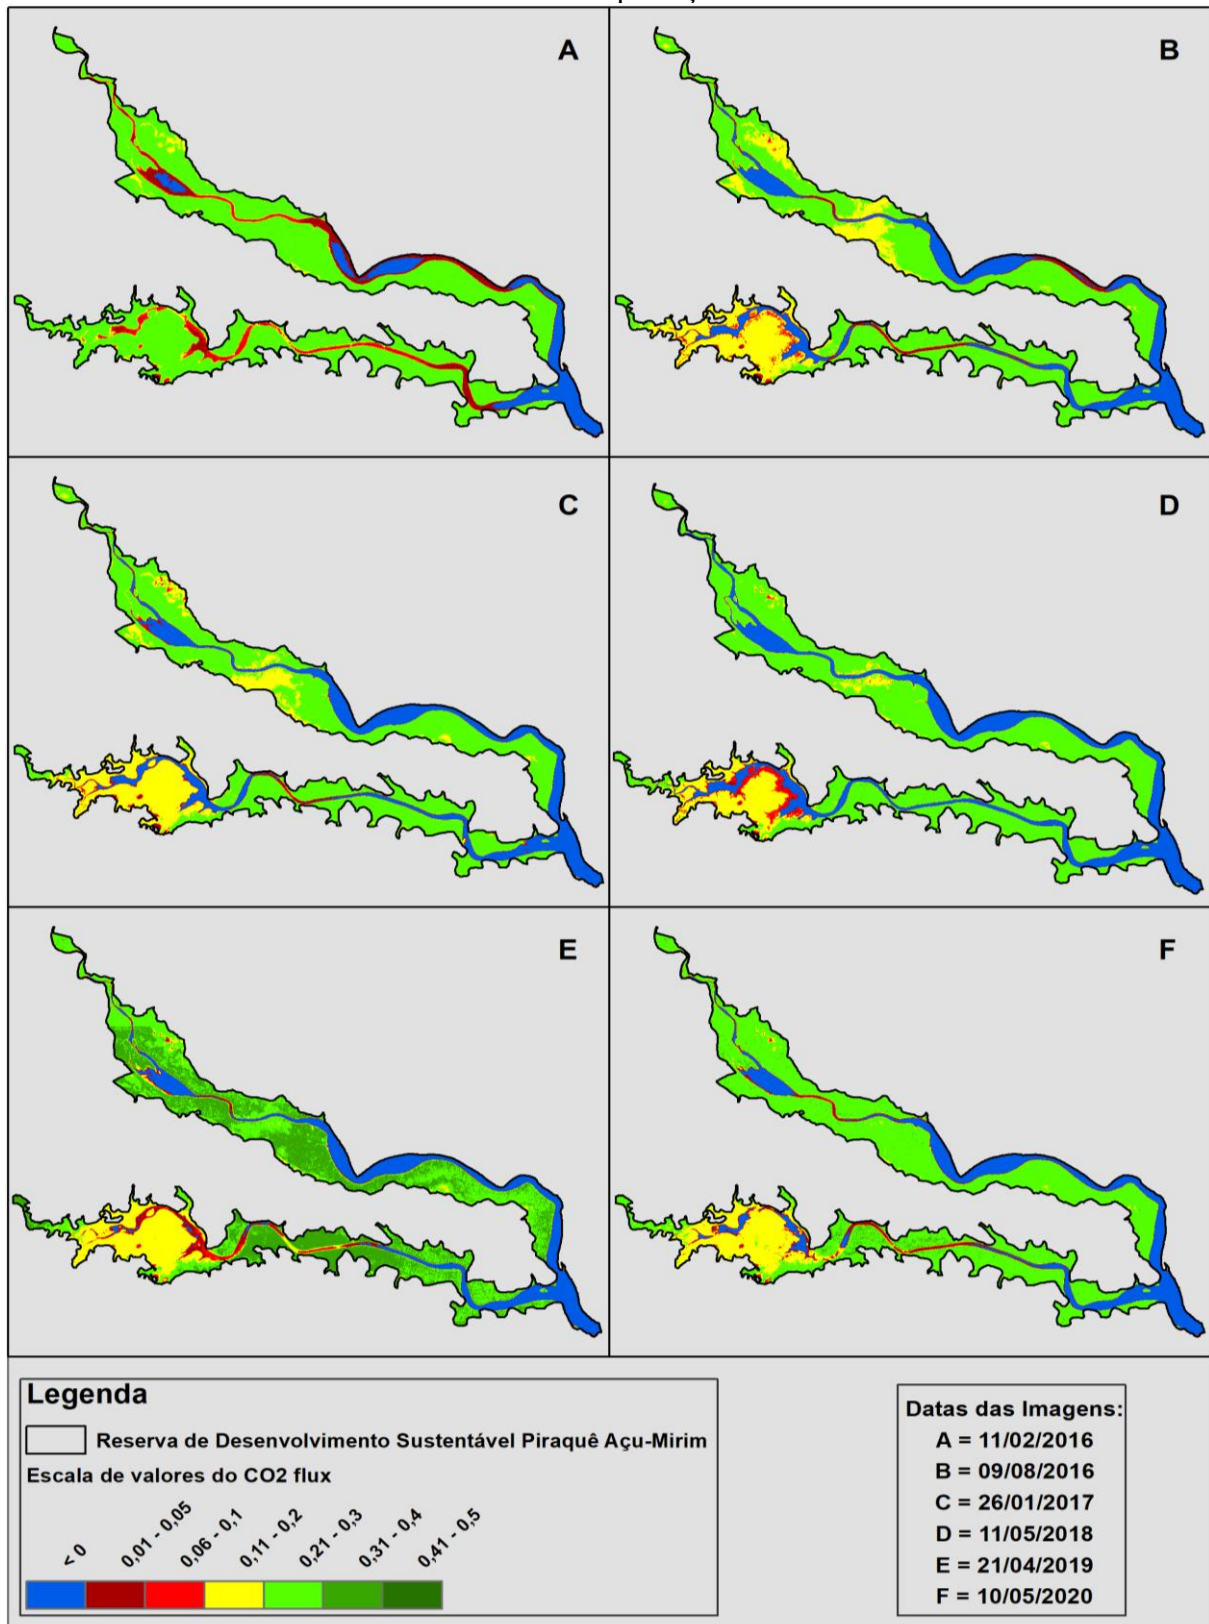 A
B
C
D
E
F
Legenda
Reserva de Desenvolvimento Sustentável Piraquê Açu-Mirim
Escala de valores do CO2 flux
< 0
0,01 - 0,05
0,06 - 0,1
0,11 - 0,2
0,21 - 0,3
0,31 - 0,4
0,41 - 0,5
Datas das Imagens:
A = 11/02/2016
B = 09/08/2016
C = 26/01/2017
D = 11/05/2018
E = 21/04/2019
F = 10/05/2020